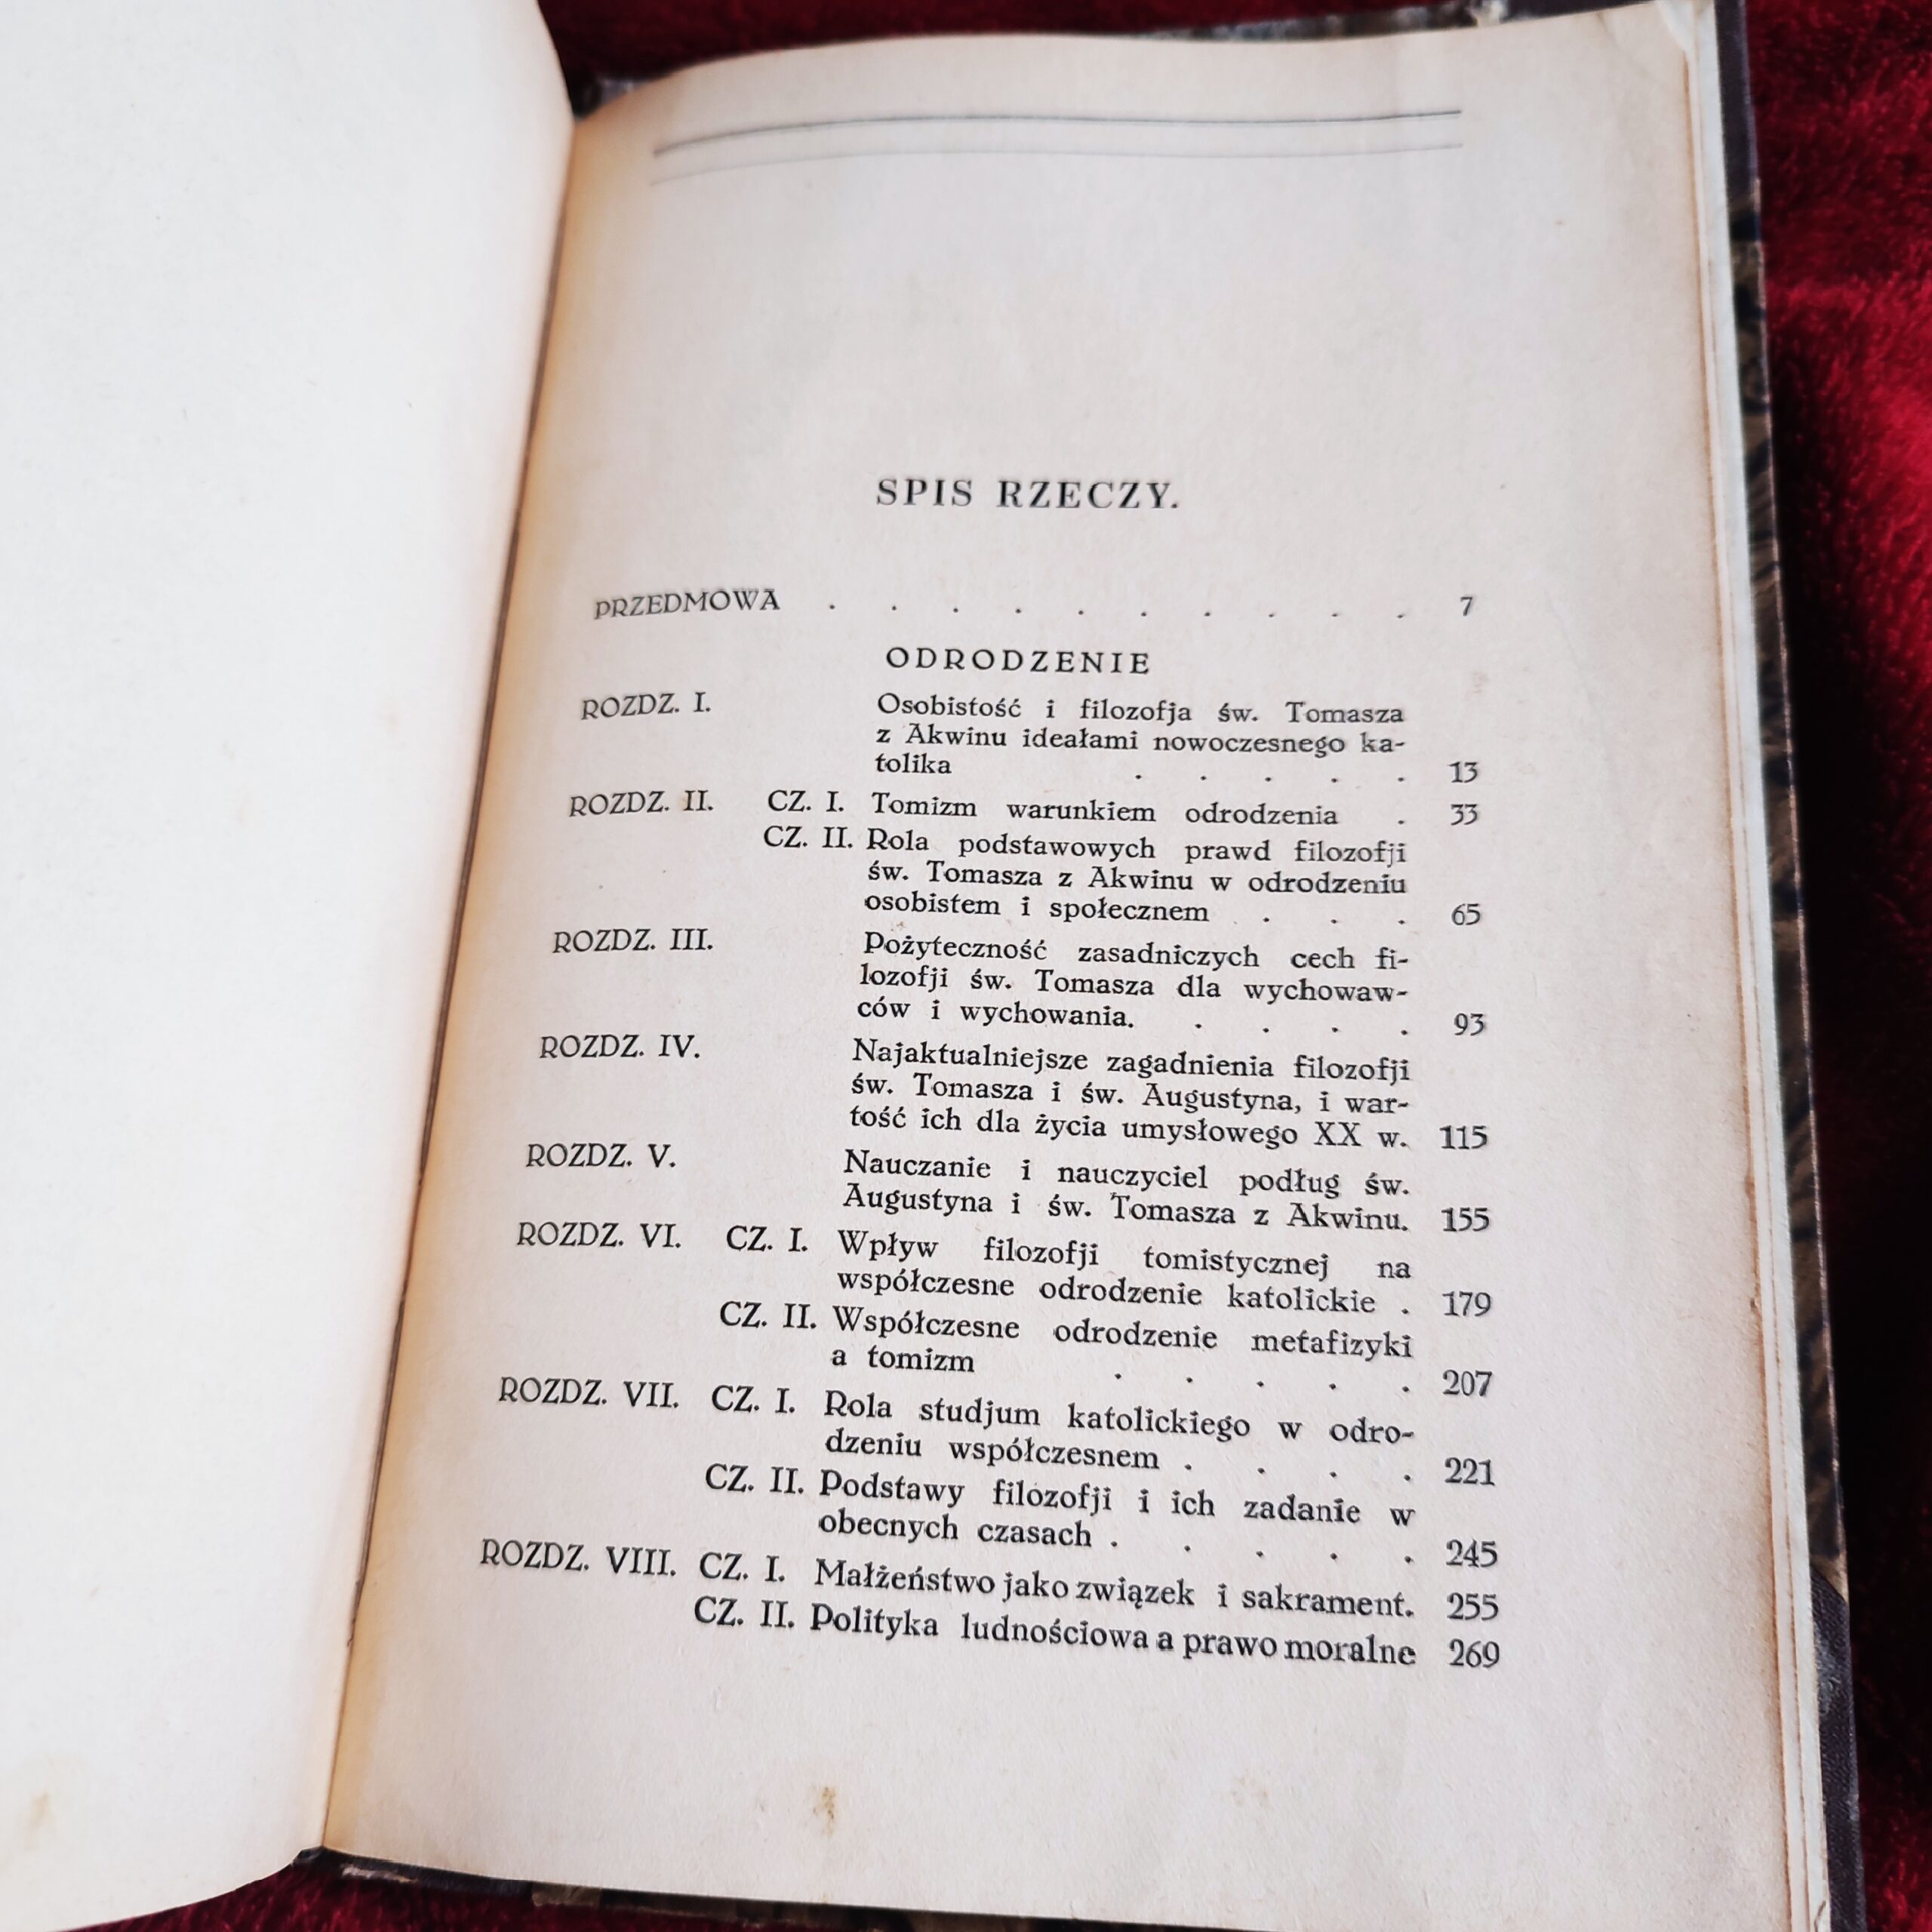 SPIS RZECZY.
PRZEDMOWA . . . . . . . . . . 7
ODRODZENIE
ROZDZ. I. Osobistość i filozofja św. Tomasza
z Akwinu ideałami nowoczesnego ka-
tolika . . . . . 13
ROZDZ. II. CZ. I. Tomizm warunkiem odrodzenia . 33
CZ. II. Rola podstawowych prawd filozofji
św. Tomasza z Akwinu w odrodzeniu
osobistem i społecznem . . . 65
ROZDZ. III. Pożyteczność zasadniczych cech fi-
lozofji św. Tomasza dla wychowaw-
ców i wychowania. . . . . 93
ROZDZ. IV. Najaktualniejsze zagadnienia filozofji
św. Tomasza i św. Augustyna, i war-
tość ich dla życia umysłowego XX w. 115
ROZDZ. V. Nauczanie i nauczyciel podług św.
Augustyna i św. Tomasza z Akwinu. 155
ROZDZ. VI. CZ. I. Wpływ filozofji tomistycznej na
współczesne odrodzenie katolickie . 179
CZ. II. Współczesne odrodzenie metafizyki
a tomizm . . . . . 207
ROZDZ. VII. CZ. I. Rola studjum katolickiego w odro-
dzeniu współczesnem . . . . 221
CZ. II. Podstawy filozofji i ich zadanie w
obecnych czasach . . . . . 245
ROZDZ. VIII. CZ. I. Małżeństwo jako związek i sakrament. 255
CZ. II. Polityka ludnościowa a prawo moralne 269